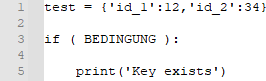 1 test = {'id_1':12,'id_2':34}
2
3 if ( BEDINGUNG ):
4
5     print('Key exists')